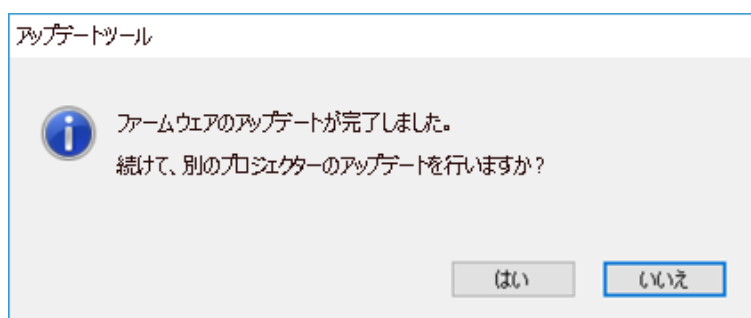 アップデートツール
ファームウェアのアップデートが完了しました。
続けて、別のプロジェクターのアップデートを行いますか?
はい
いいえ